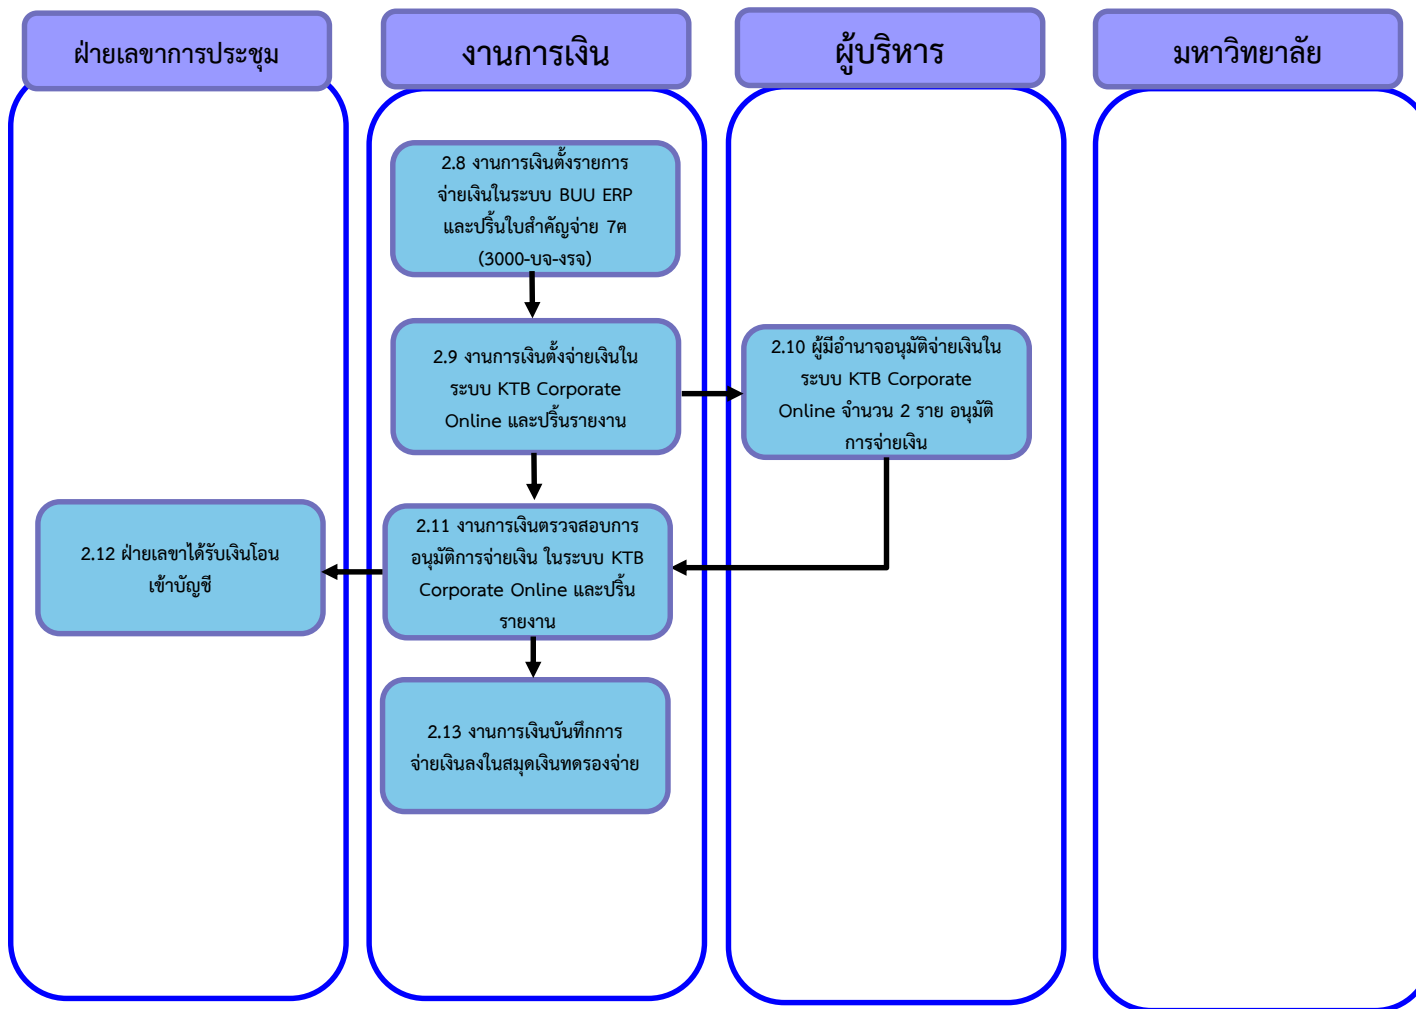 ฝ่ายเลขาการประชุม
งานการเงิน
ผู้บริหาร
มหาวิทยาลัย
2.8 งานการเงินตั้งรายการ
จ่ายเงินในระบบ BUU ERP
และปริ้นใบสำคัญจ่าย 7ฅ
(3000-บจ-งรจ)
2.9 งานการเงินตั้งจ่ายเงินใน
ระบบ KTB Corporate
Online และปริ้นรายงาน
2.10 ผู้มีอำนาจอนุมัติจ่ายเงินใน
ระบบ KTB Corporate
Online จำนวน 2 ราย อนุมัติ
การจ่ายเงิน
2.11 งานการเงินตรวจสอบการ
อนุมัติการจ่ายเงิน ในระบบ KTB
Corporate Online และปริ้น
รายงาน
2.12 ฝ่ายเลขาได้รับเงินโอน
เข้าบัญชี
2.13 งานการเงินบันทึกการ
จ่ายเงินลงในสมุดเงินทดรองจ่าย